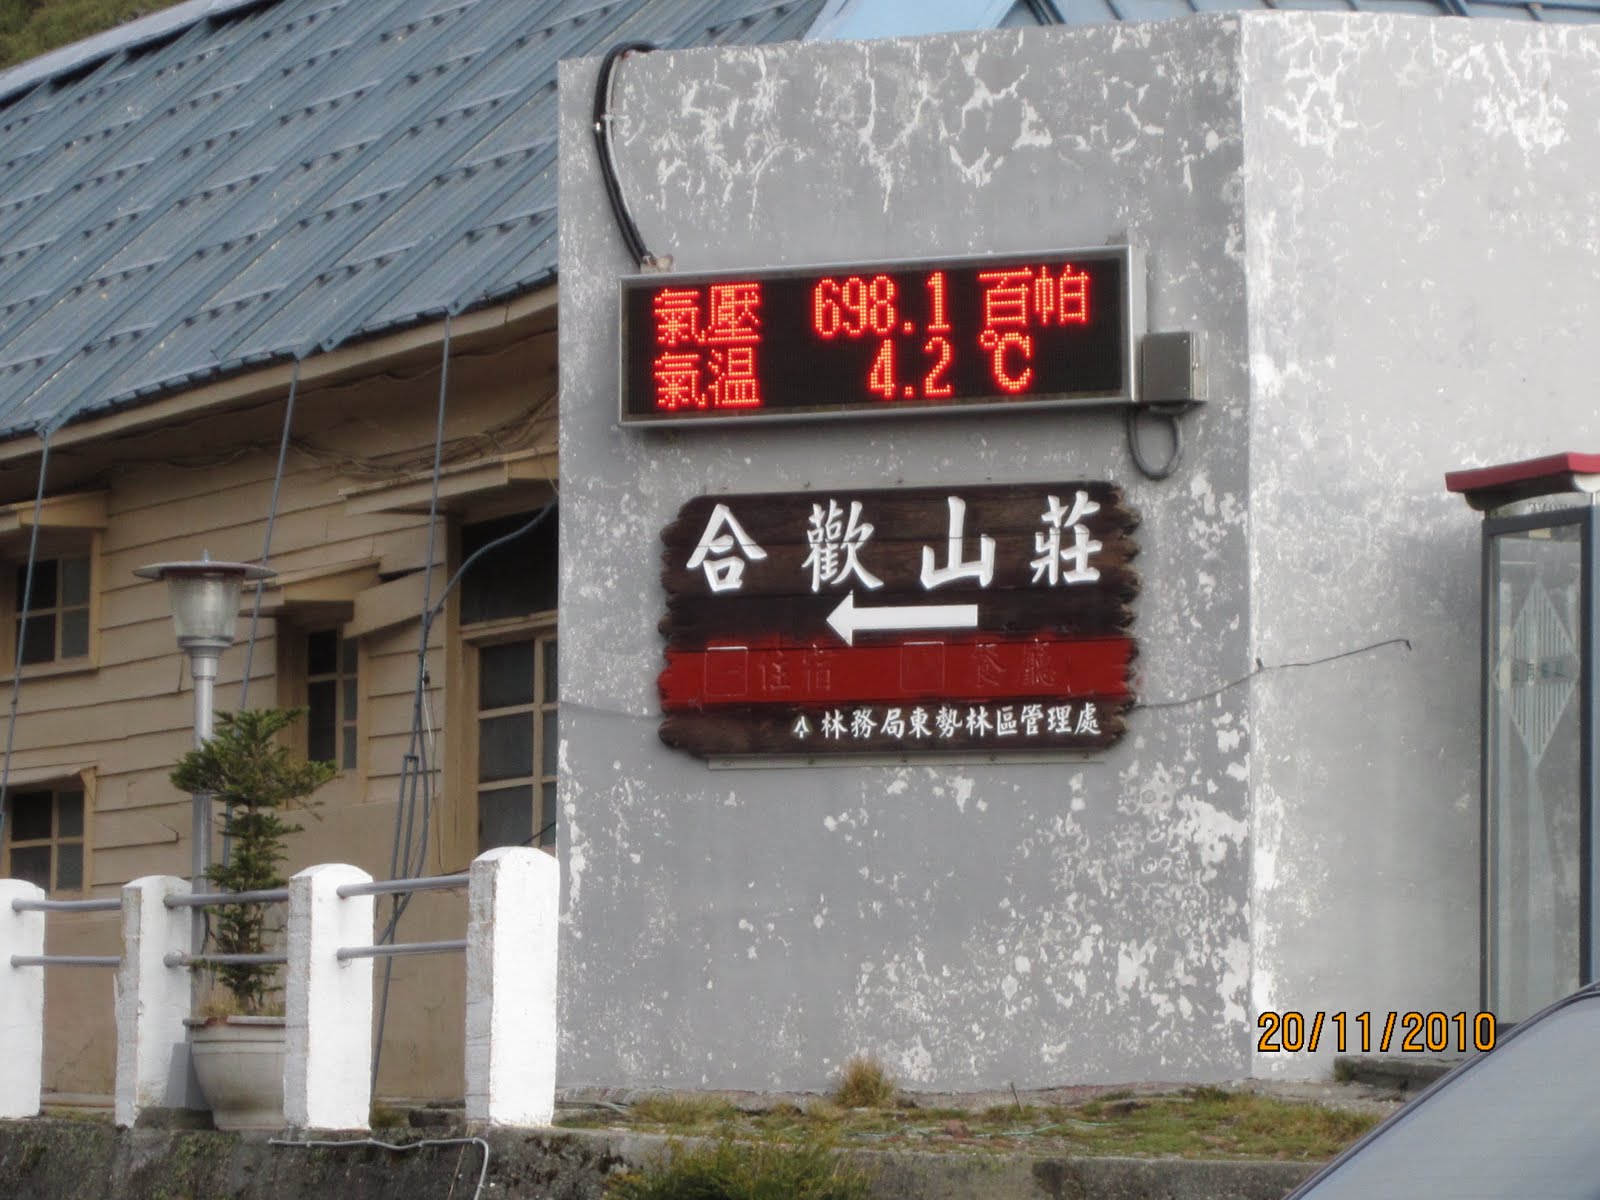 氣壓 698.1 百帕
氣溫 4.2 ℃
合歡山莊
住宿 餐廳
林務局東勢林區管理處
20/11/2010